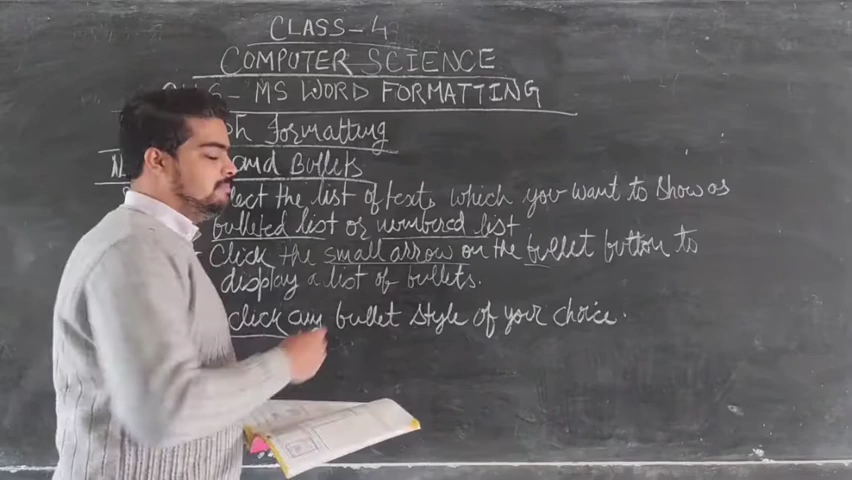 CLASS-4
COMPUTER SCIENCE
MS WORD FORMATTING
Formatting
and Bullets
the list of text, which you want to show as
bulleted list or numbered list
click the small arrow on the bullet button to
display a list of bullets.
click any bullet style of your choice.